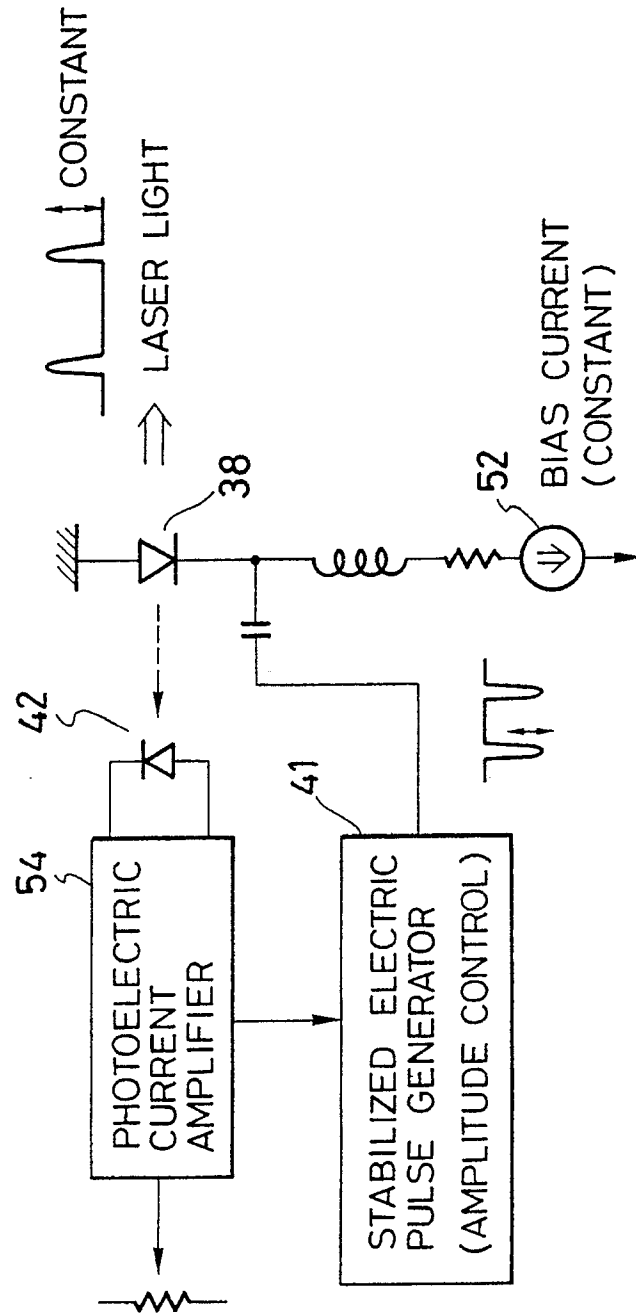 CONSTANT
LASER LIGHT
38
42
54
PHOTOELECTRIC
CURRENT
AMPLIFIER
41
STABILIZED ELECTRIC
PULSE GENERATOR
(AMPLITUDE CONTROL)
52
BIAS CURRENT
(CONSTANT)